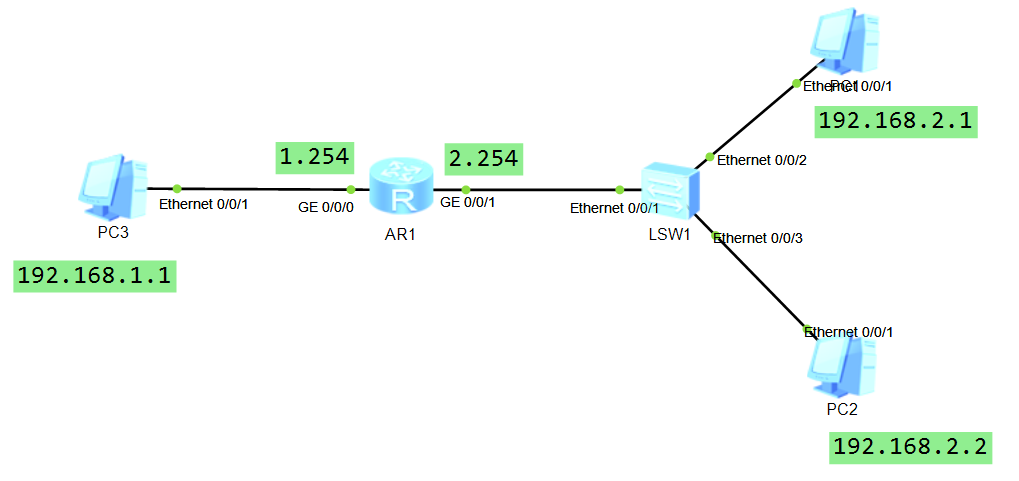 Ethernet 0/0/1
PC1
192.168.2.1
1.254
2.254
Ethernet 0/0/2
R
Ethernet 0/0/1
GE 0/0/0
GE 0/0/1
Ethernet 0/0/1
PC3
AR1
LSW1
Ethernet 0/0/3
192.168.1.1
Ethernet 0/0/1
PC2
192.168.2.2